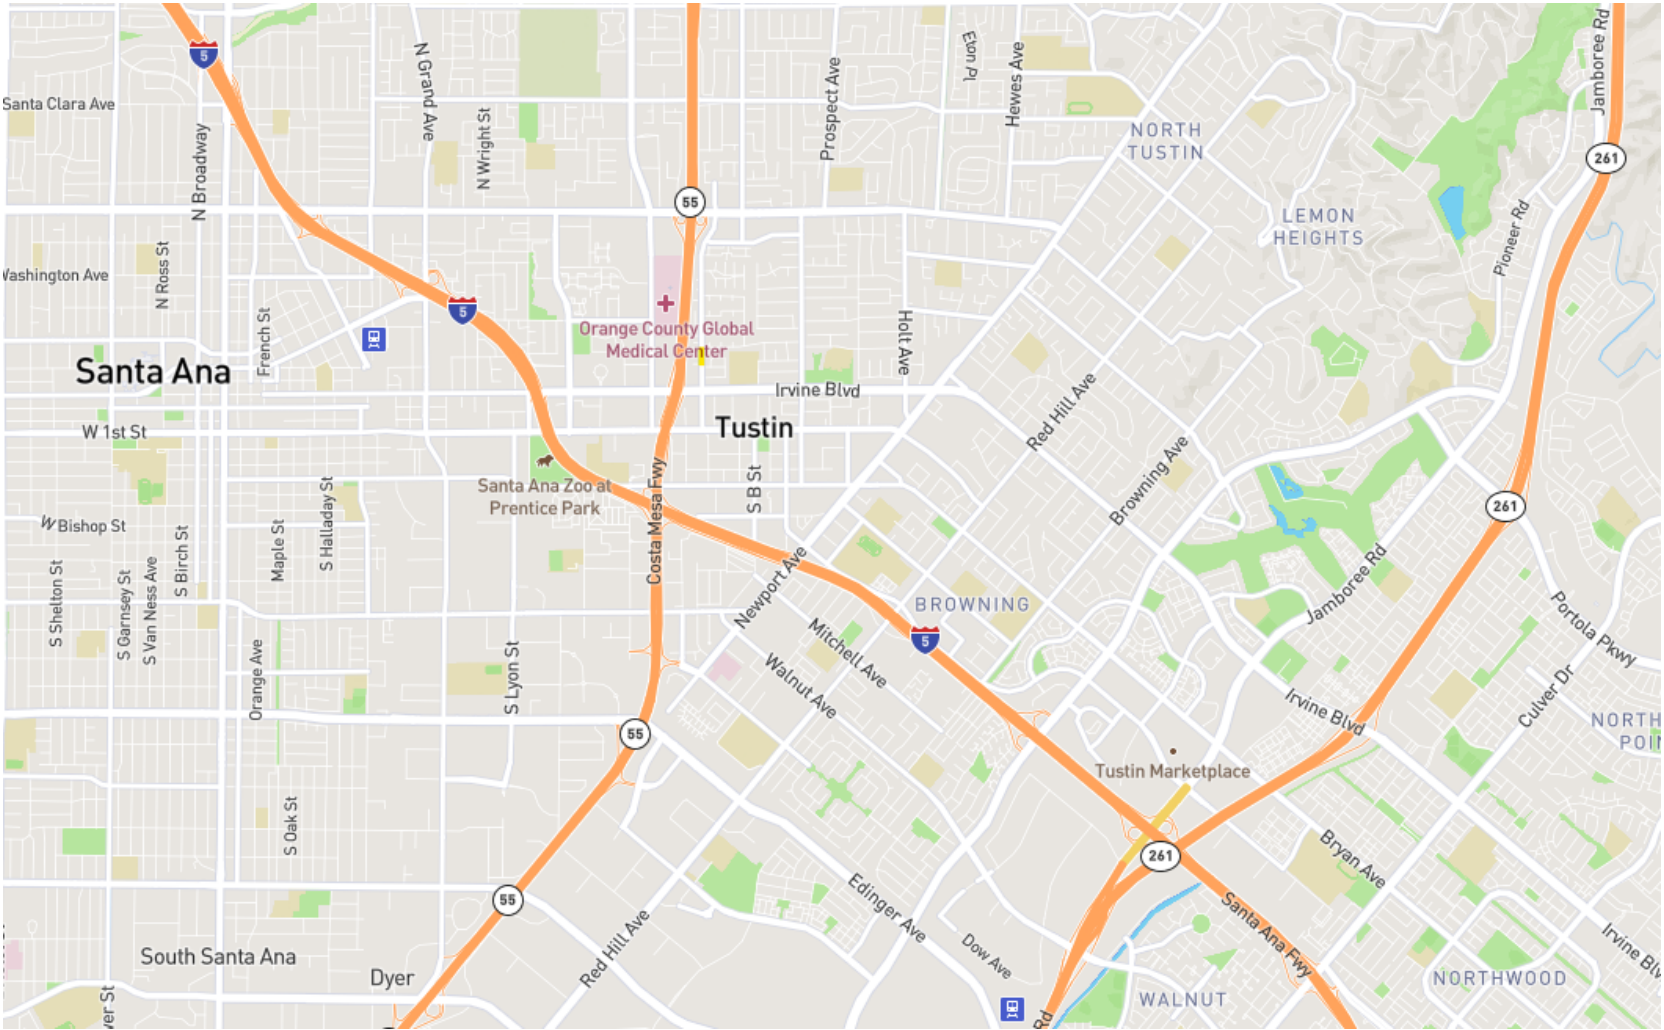 5
Jamboree Rd
N Grand Ave
Eton Pl
Hewes Ave
Prospect Ave
Santa Clara Ave
N Broadway
N Wright St
NORTH
TUSTIN
261
55
LEMON
HEIGHTS
Pioneer Rd
Washington Ave
N Ross St
French St
5
Orange County Global
Medical Center
Holt Ave
Santa Ana
Irvine Blvd
Red Hill Ave
Tustin
W 1st St
Browning Ave
Santa Ana Zoo at
Prentice Park
Costa Mesa Fwy
S B St
261
W Bishop St
S Halladay St
Maple St
S Birch St
S Van Ness Ave
S Garnsey St
S Shelton St
Newport Ave
BROWNING
Jamboree Rd
Portola Pkwy
5
Mitchell Ave
Walnut Ave
S Lyon St
Orange Ave
Culver Dr
Irvine Blvd
NORTH
55
Tustin Marketplace
S Oak St
261
Bryan Ave
55
Edinger Ave
Red Hill Ave
Santa Ana Fwy
Dow Ave
South Santa Ana
Dyer
NORTHWOOD
WALNUT
Rd